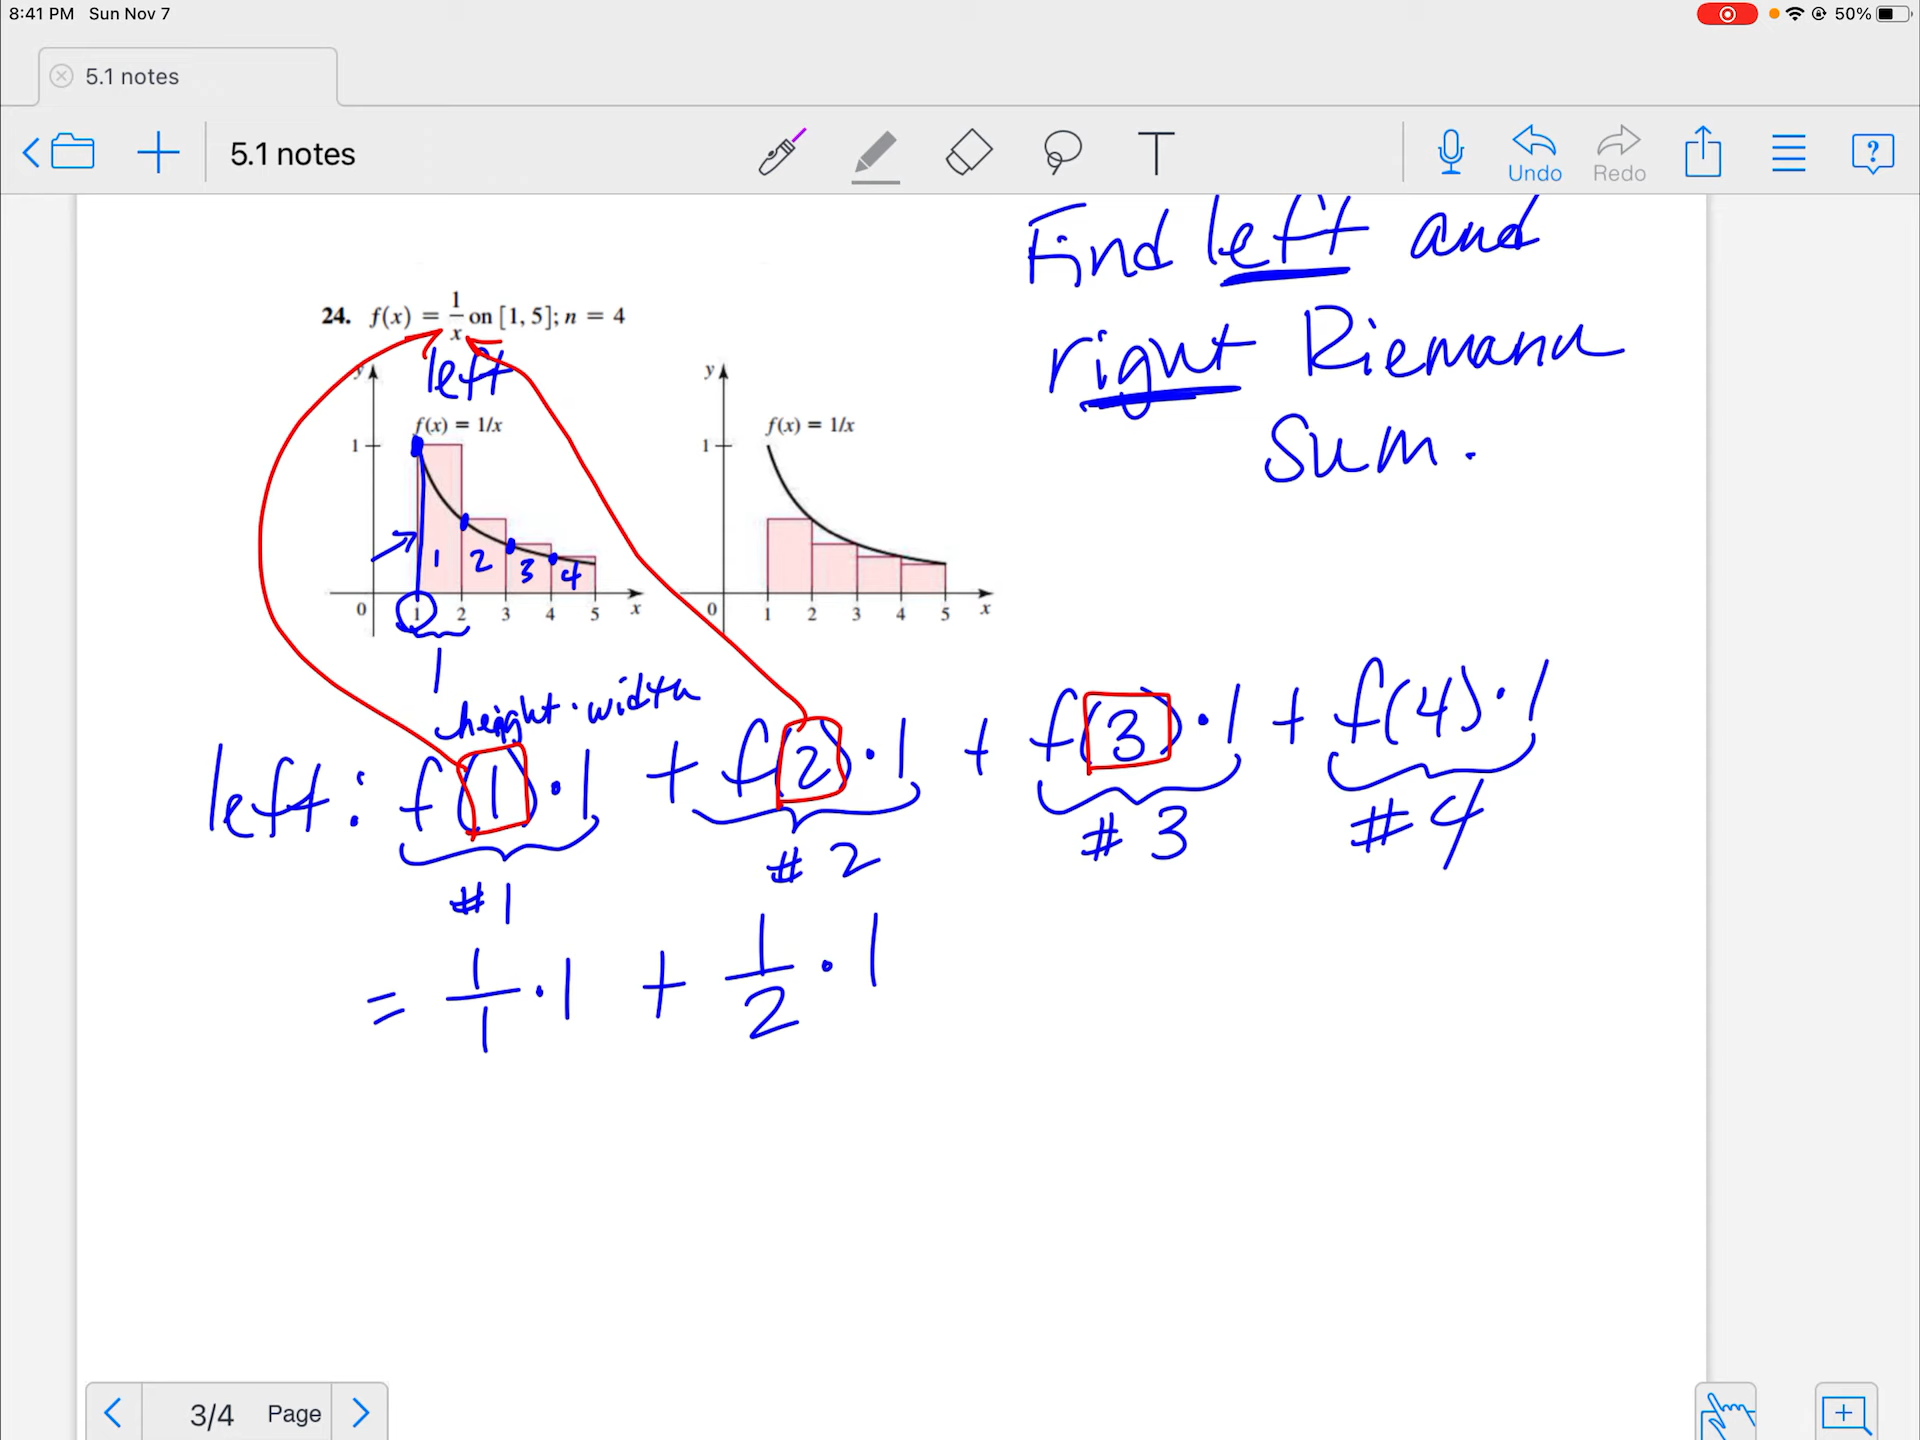 8:41 PM Sun Nov 7
50%
5.1 notes
5.1 notes
T
Undo
Redo
?
Find left and
right Riemann
Sum.
24. f(x) = 1/x on [1, 5]; n = 4
left
y
f(x) = 1/x
1
1 2 3 4
0 1 2 3 4 5 x
1
y
f(x) = 1/x
1
0 1 2 3 4 5 x
height · width
left: f(1)·1 + f(2)·1 + f(3)·1 + f(4)·1
#1 #2 #3 #4
= 1/1 · 1 + 1/2 · 1
3/4 Page